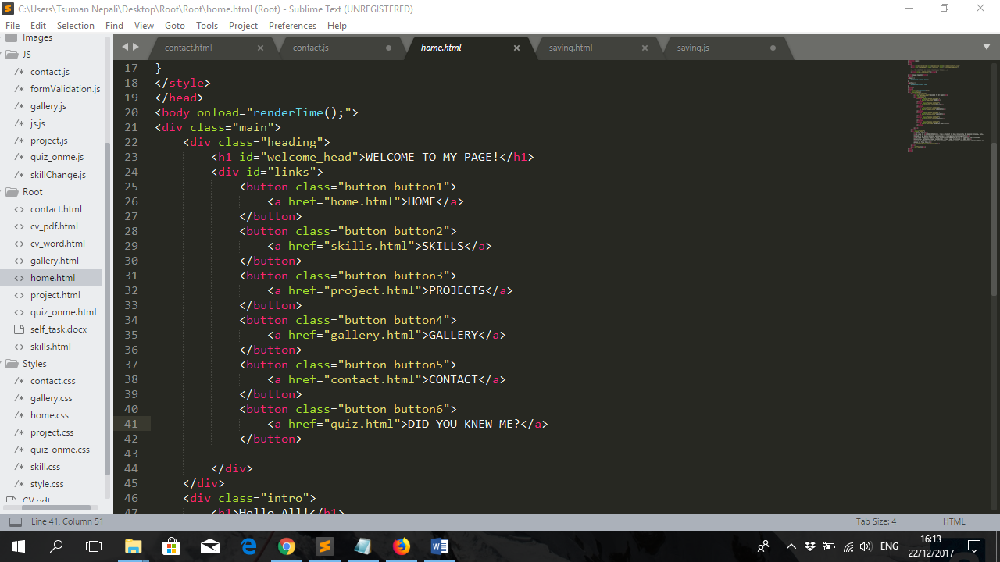 C:\Users\Tsuman Nepali\Desktop\Root\Root\home.html (Root) - Sublime Text (UNREGISTERED)
File Edit Selection Find View Goto Tools Project Preferences Help
Images
JS
/* contact.js
/* formValidation.js
/* gallery.js
/* js.js
/* project.js
/* quiz_onme.js
/* skillChange.js
Root
<> contact.html
<> cv_pdf.html
<> cv_word.html
<> gallery.html
<> home.html
<> project.html
<> quiz_onme.html
self_task.docx
<> skills.html
Styles
/* contact.css
/* gallery.css
/* home.css
/* project.css
/* quiz_onme.css
/* skill.css
/* style.css
CV.odt
contact.html contact.js home.html saving.html saving.js
17 }
18 </style>
19 </head>
20 <body onload="renderTime();">
21 <div class="main">
22 <div class="heading">
23 <h1 id="welcome_head">WELCOME TO MY PAGE!</h1>
24 <div id="links">
25 <button class="button button1">
26 <a href="home.html">HOME</a>
27 </button>
28 <button class="button button2">
29 <a href="skills.html">SKILLS</a>
30 </button>
31 <button class="button button3">
32 <a href="project.html">PROJECTS</a>
33 </button>
34 <button class="button button4">
35 <a href="gallery.html">GALLERY</a>
36 </button>
37 <button class="button button5">
38 <a href="contact.html">CONTACT</a>
39 </button>
40 <button class="button button6">
41 <a href="quiz.html">DID YOU KNEW ME?</a>
42 </button>
43
44 </div>
45 </div>
46 <div class="intro">
47 <h1>Hello All!</h1>
Line 41, Column 51 Tab Size: 4 HTML
ENG
16:13
22/12/2017